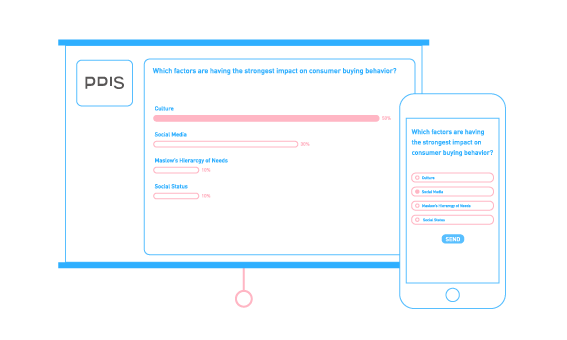 PDIS
Which factors are having the strongest impact on consumer buying behavior?
Culture
50%
Social Media
30%
Maslow's Hierarcgy of Needs
10%
Social Status
10%
Which factors are having
the strongest impact on
consumer buying behavior?
Culture
Social Media
Maslow's Hierarcgy of Needs
Social Status
SEND